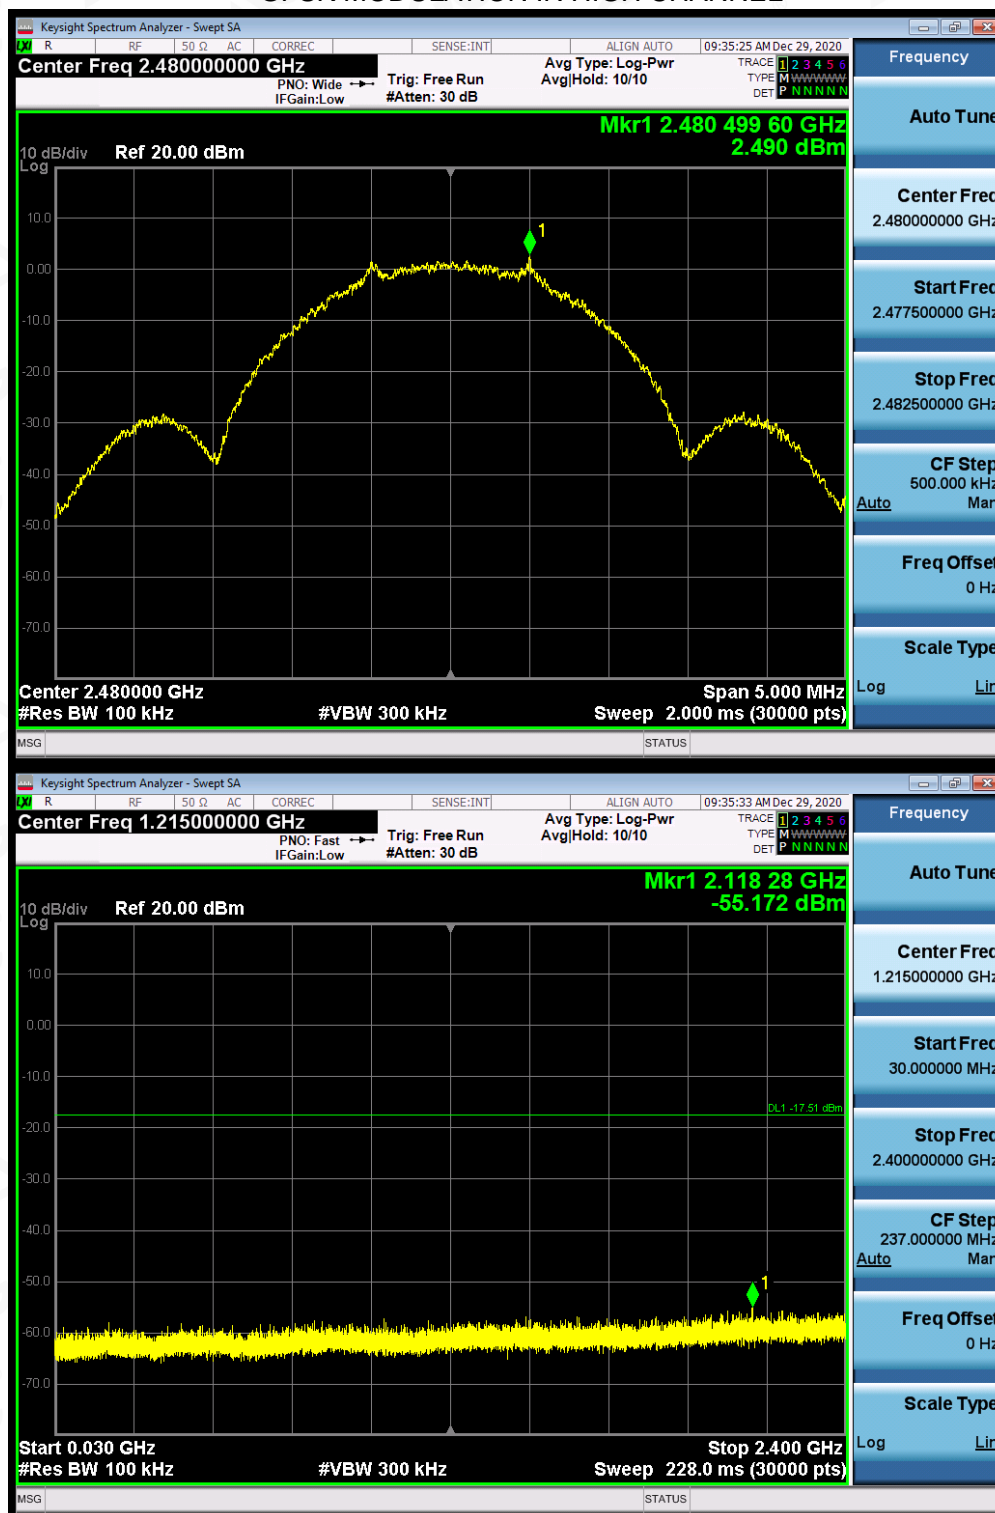 Keysight Spectrum Analyzer - Swept SA
LXI R RF 50 Ω AC CORREC SENSE:INT ALIGN AUTO 09:35:25 AM Dec 29, 2020
Center Freq 2.480000000 GHz
PNO: Wide
IFGain:Low
Trig: Free Run
#Atten: 30 dB
Avg Type: Log-Pwr
Avg|Hold: 10/10
TRACE 1 2 3 4 5 6
TYPE M WWWWW
DET P N N N N N
Mkr1 2.480 499 60 GHz
2.490 dBm
10 dB/div Ref 20.00 dBm
Log
10.0
0.00
-10.0
-20.0
-30.0
-40.0
-50.0
-60.0
-70.0
1
Center 2.480000 GHz Span 5.000 MHz
#Res BW 100 kHz #VBW 300 kHz Sweep 2.000 ms (30000 pts)
MSG STATUS
Frequency
Auto Tune
Center Freq
2.480000000 GHz
Start Freq
2.477500000 GHz
Stop Freq
2.482500000 GHz
CF Step
500.000 kHz
Auto Man
Freq Offset
0 Hz
Scale Type
Log Lin
Keysight Spectrum Analyzer - Swept SA
LXI R RF 50 Ω AC CORREC SENSE:INT ALIGN AUTO 09:35:33 AM Dec 29, 2020
Center Freq 1.215000000 GHz
PNO: Fast
IFGain:Low
Trig: Free Run
#Atten: 30 dB
Avg Type: Log-Pwr
Avg|Hold: 10/10
TRACE 1 2 3 4 5 6
TYPE M WWWWW
DET P N N N N N
Mkr1 2.118 28 GHz
-55.172 dBm
10 dB/div Ref 20.00 dBm
Log
10.0
0.00
-10.0
-20.0
-30.0
-40.0
-50.0
-60.0
-70.0
DL1 -17.51 dBm
1
Start 0.030 GHz Stop 2.400 GHz
#Res BW 100 kHz #VBW 300 kHz Sweep 228.0 ms (30000 pts)
MSG STATUS
Frequency
Auto Tune
Center Freq
1.215000000 GHz
Start Freq
30.000000 MHz
Stop Freq
2.400000000 GHz
CF Step
237.000000 MHz
Auto Man
Freq Offset
0 Hz
Scale Type
Log Lin